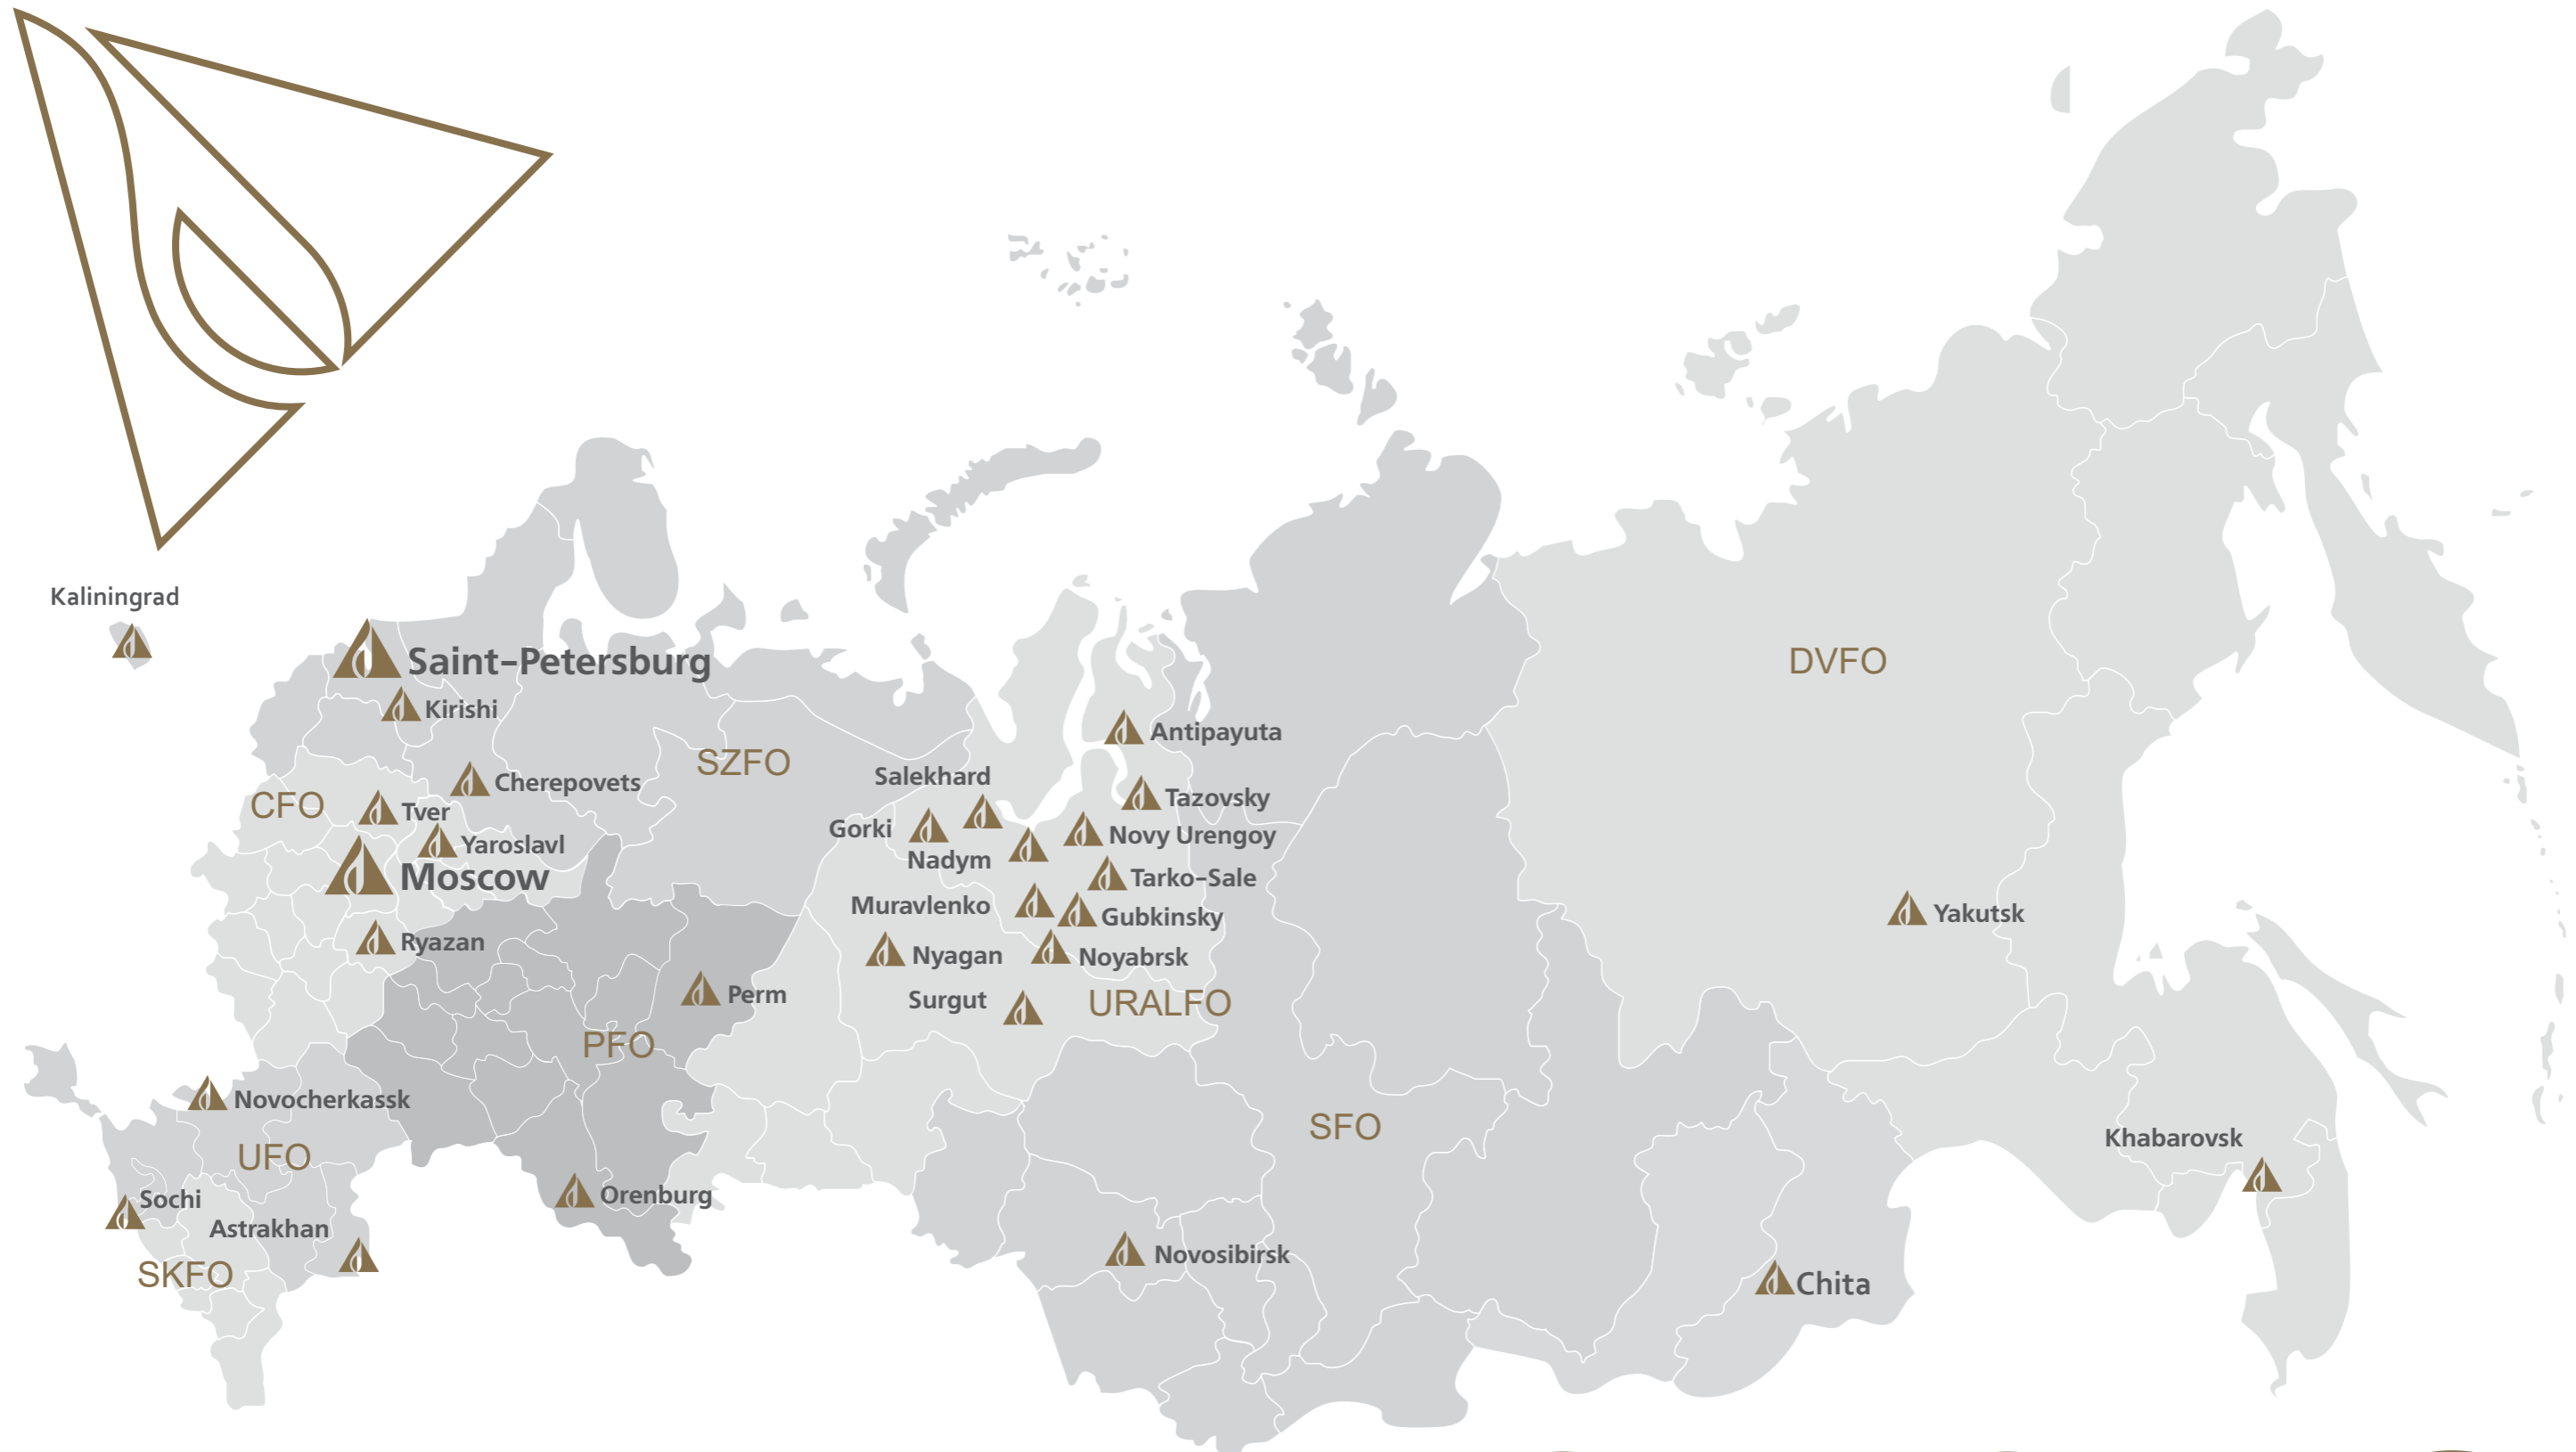 Kaliningrad
Saint-Petersburg
Kirishi
DVFO
Antipayuta
SZFO
Salekhard
Cherepovets
Tazovsky
CFO
Tver
Gorki
Novy Urengoy
Yaroslavl
Nadym
Moscow
Tarko-Sale
Muravlenko
Gubkinsky
Yakutsk
Ryazan
Nyagan
Noyabrsk
Perm
Surgut
URALFO
PFO
Novocherkassk
SFO
Khabarovsk
UFO
Sochi
Orenburg
Astrakhan
Novosibirsk
SKFO
Chita